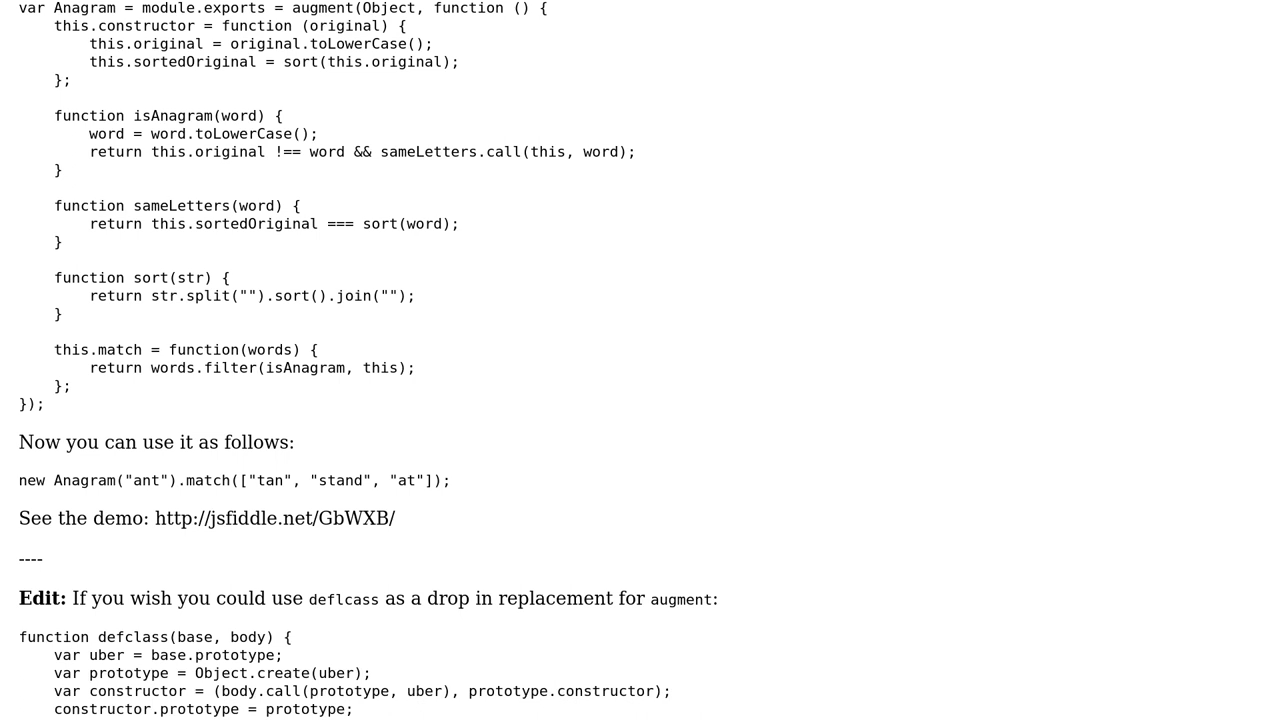 var Anagram = module.exports = augment(Object, function () {
    this.constructor = function (original) {
        this.original = original.toLowerCase();
        this.sortedOriginal = sort(this.original);
    };

    function isAnagram(word) {
        word = word.toLowerCase();
        return this.original !== word && sameLetters.call(this, word);
    }

    function sameLetters(word) {
        return this.sortedOriginal === sort(word);
    }

    function sort(str) {
        return str.split("").sort().join("");
    }

    this.match = function(words) {
        return words.filter(isAnagram, this);
    };
});
Now you can use it as follows:
new Anagram("ant").match(["tan", "stand", "at"]);
See the demo: http://jsfiddle.net/GbWXB/
----
Edit: If you wish you could use deflcass as a drop in replacement for augment:
function defclass(base, body) {
    var uber = base.prototype;
    var prototype = Object.create(uber);
    var constructor = (body.call(prototype, uber), prototype.constructor);
    constructor.prototype = prototype;